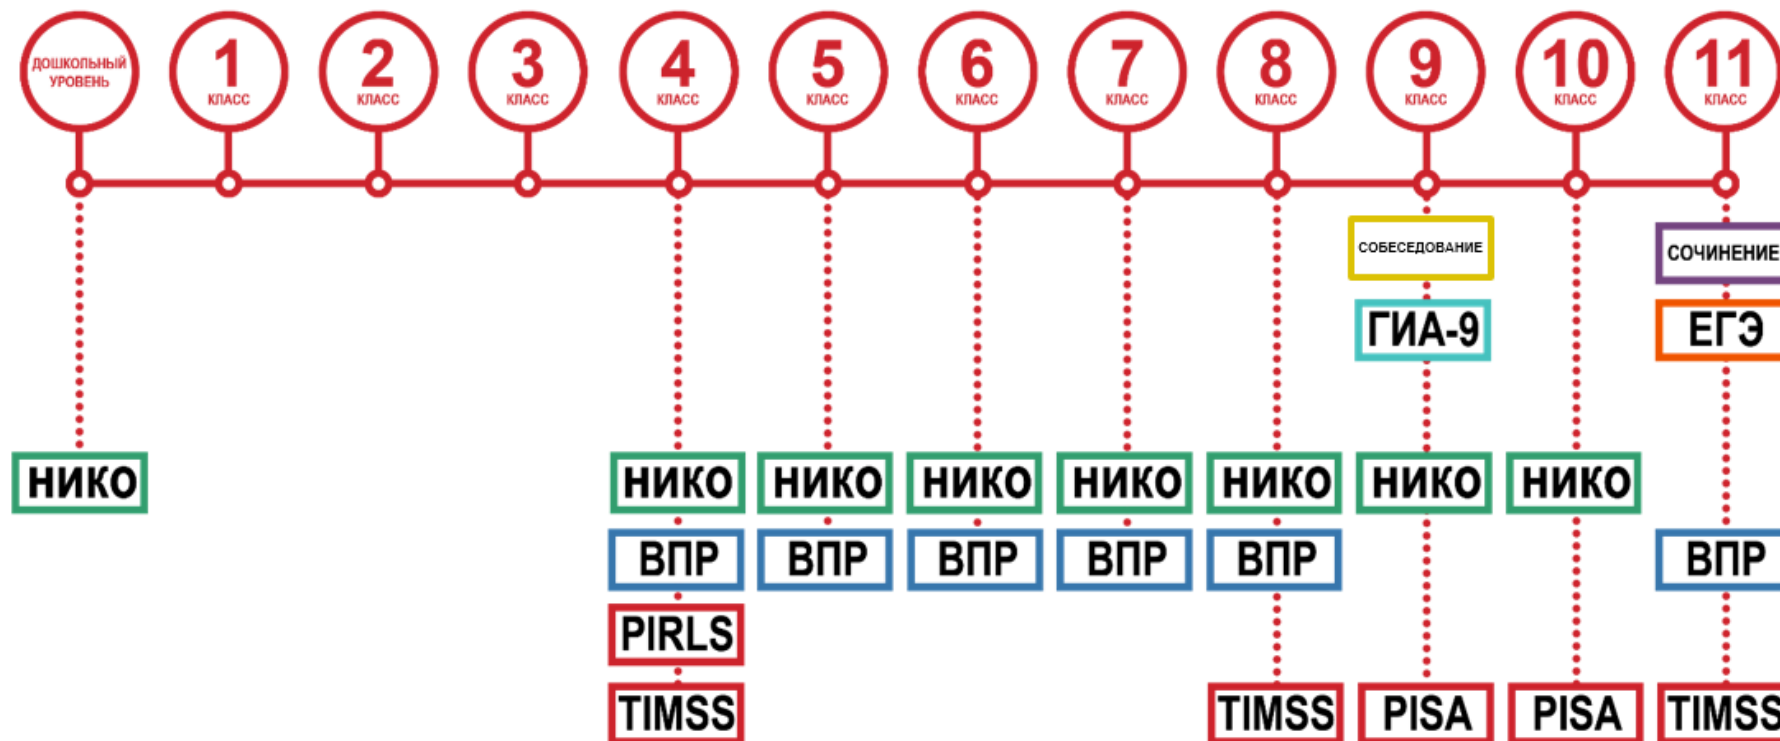 ДОШКОЛЬНЫЙ
УРОВЕНЬ
1
КЛАСС
2
КЛАСС
3
КЛАСС
4
КЛАСС
5
КЛАСС
6
КЛАСС
7
КЛАСС
8
КЛАСС
9
КЛАСС
10
КЛАСС
11
КЛАСС
СОБЕСЕДОВАНИЕ СОЧИНЕНИЕ
ГИА-9 ЕГЭ
НИКО НИКО НИКО НИКО НИКО НИКО НИКО НИКО
ВПР ВПР ВПР ВПР ВПР ВПР
PIRLS
TIMSS TIMSS PISA PISA TIMSS